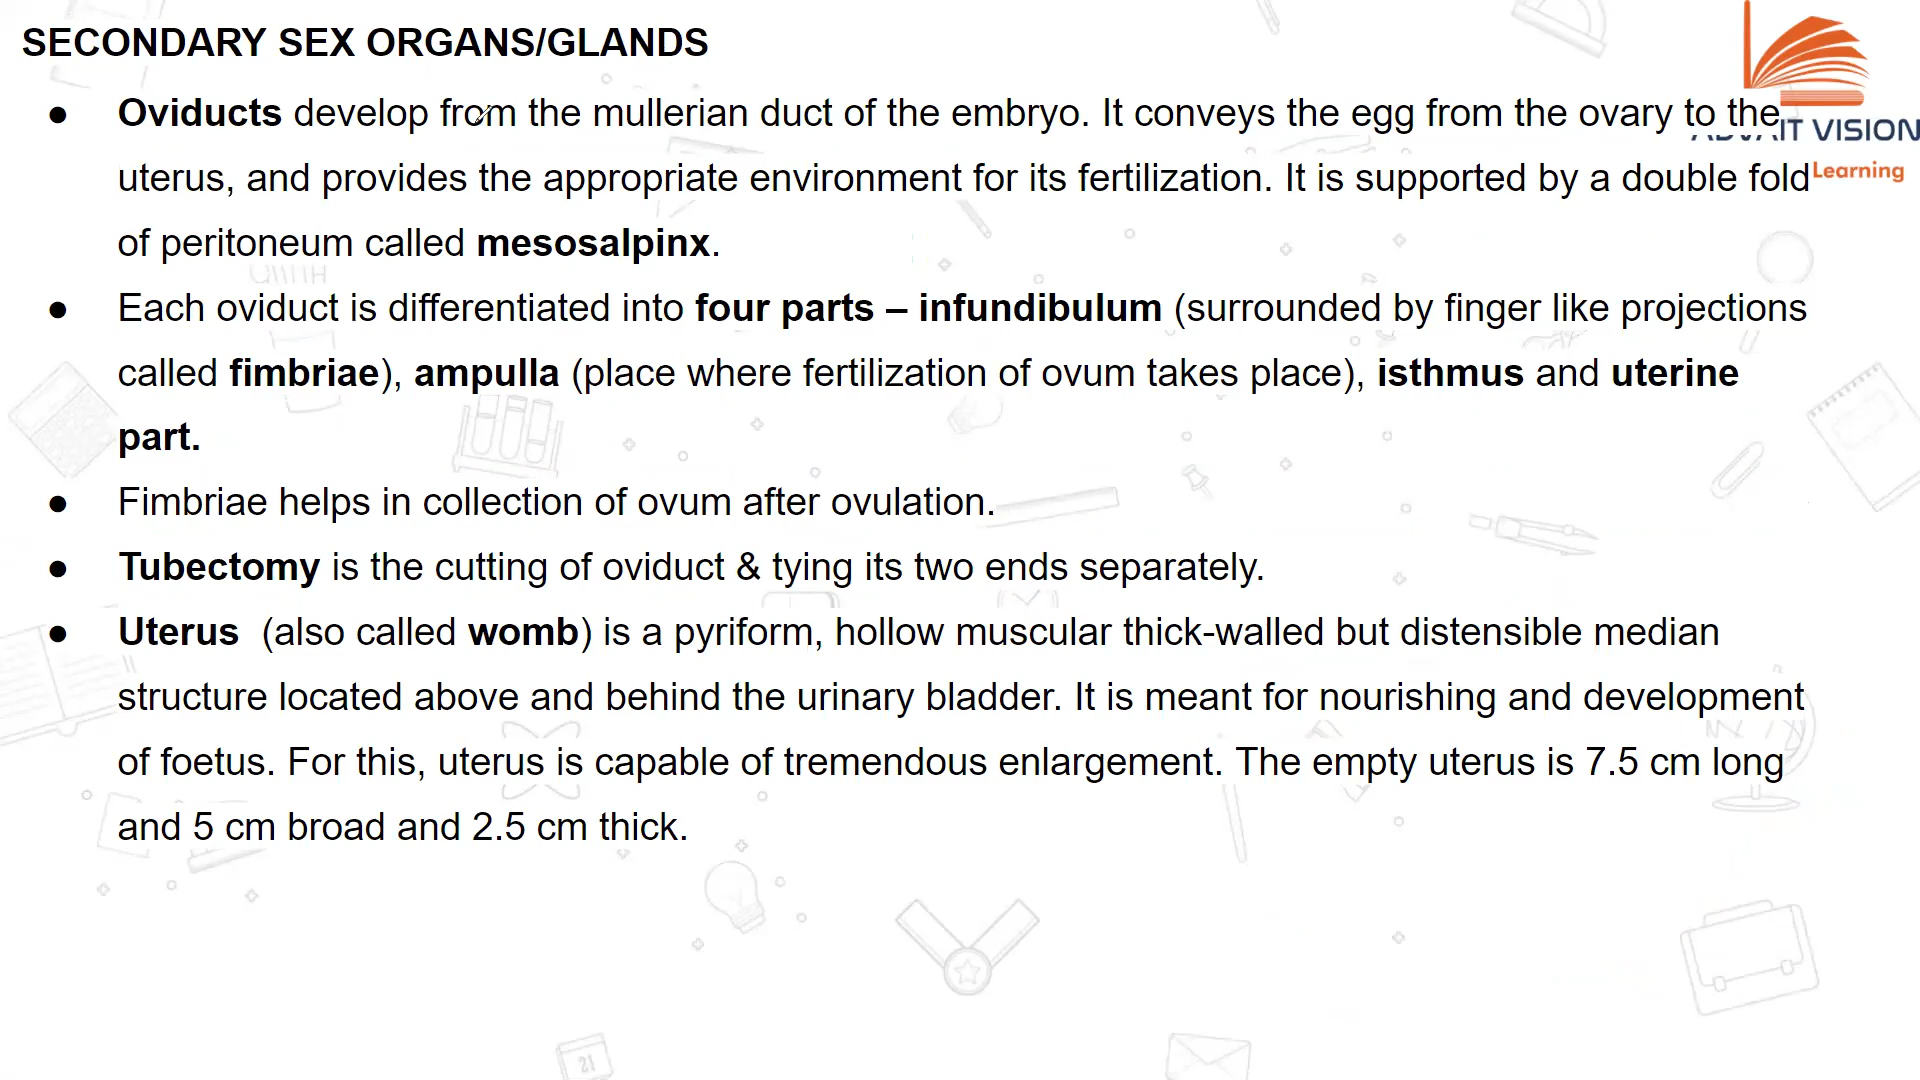 SECONDARY SEX ORGANS/GLANDS
● Oviducts develop from the mullerian duct of the embryo. It conveys the egg from the ovary to the
uterus, and provides the appropriate environment for its fertilization. It is supported by a double fold
of peritoneum called mesosalpinx.
● Each oviduct is differentiated into four parts – infundibulum (surrounded by finger like projections
called fimbriae), ampulla (place where fertilization of ovum takes place), isthmus and uterine
part.
● Fimbriae helps in collection of ovum after ovulation.
● Tubectomy is the cutting of oviduct & tying its two ends separately.
● Uterus (also called womb) is a pyriform, hollow muscular thick-walled but distensible median
structure located above and behind the urinary bladder. It is meant for nourishing and development
of foetus. For this, uterus is capable of tremendous enlargement. The empty uterus is 7.5 cm long
and 5 cm broad and 2.5 cm thick.
VISION
Learning
21